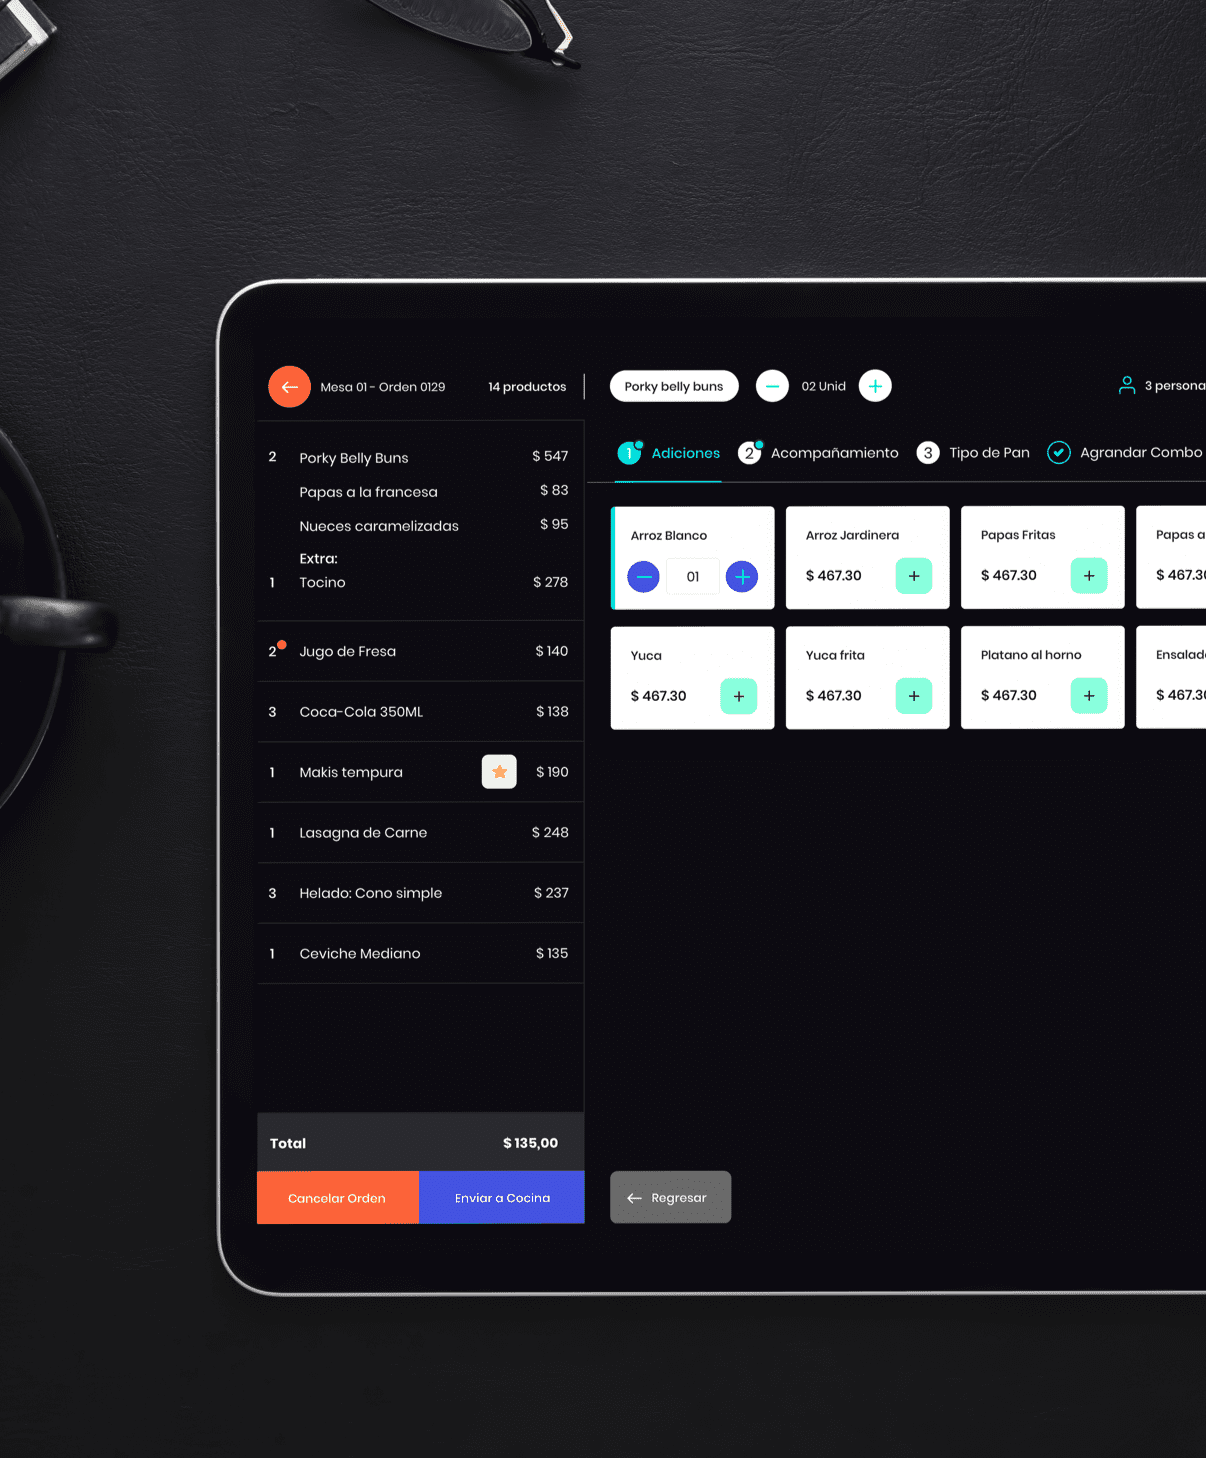 Mesa 01 - Orden 0129
14 productos
2 Porky Belly Buns $ 547
Papas a la francesa $ 83
Nueces caramelizadas $ 95
Extra:
1 Tocino $ 278
2 Jugo de Fresa $ 140
3 Coca-Cola 350ML $ 138
1 Makis tempura $ 190
1 Lasagna de Carne $ 248
3 Helado: Cono simple $ 237
1 Ceviche Mediano $ 135
Total $ 135,00
Cancelar Orden
Enviar a Cocina
Porky belly buns
02 Unid
3 persona
1 Adiciones
2 Acompañamiento
3 Tipo de Pan
Agrandar Combo
Arroz Blanco
01
Arroz Jardinera
$ 467.30 +
Papas Fritas
$ 467.30 +
Papas a
$ 467.30
Yuca
$ 467.30 +
Yuca frita
$ 467.30 +
Platano al horno
$ 467.30 +
Ensalad
$ 467.30
Regresar